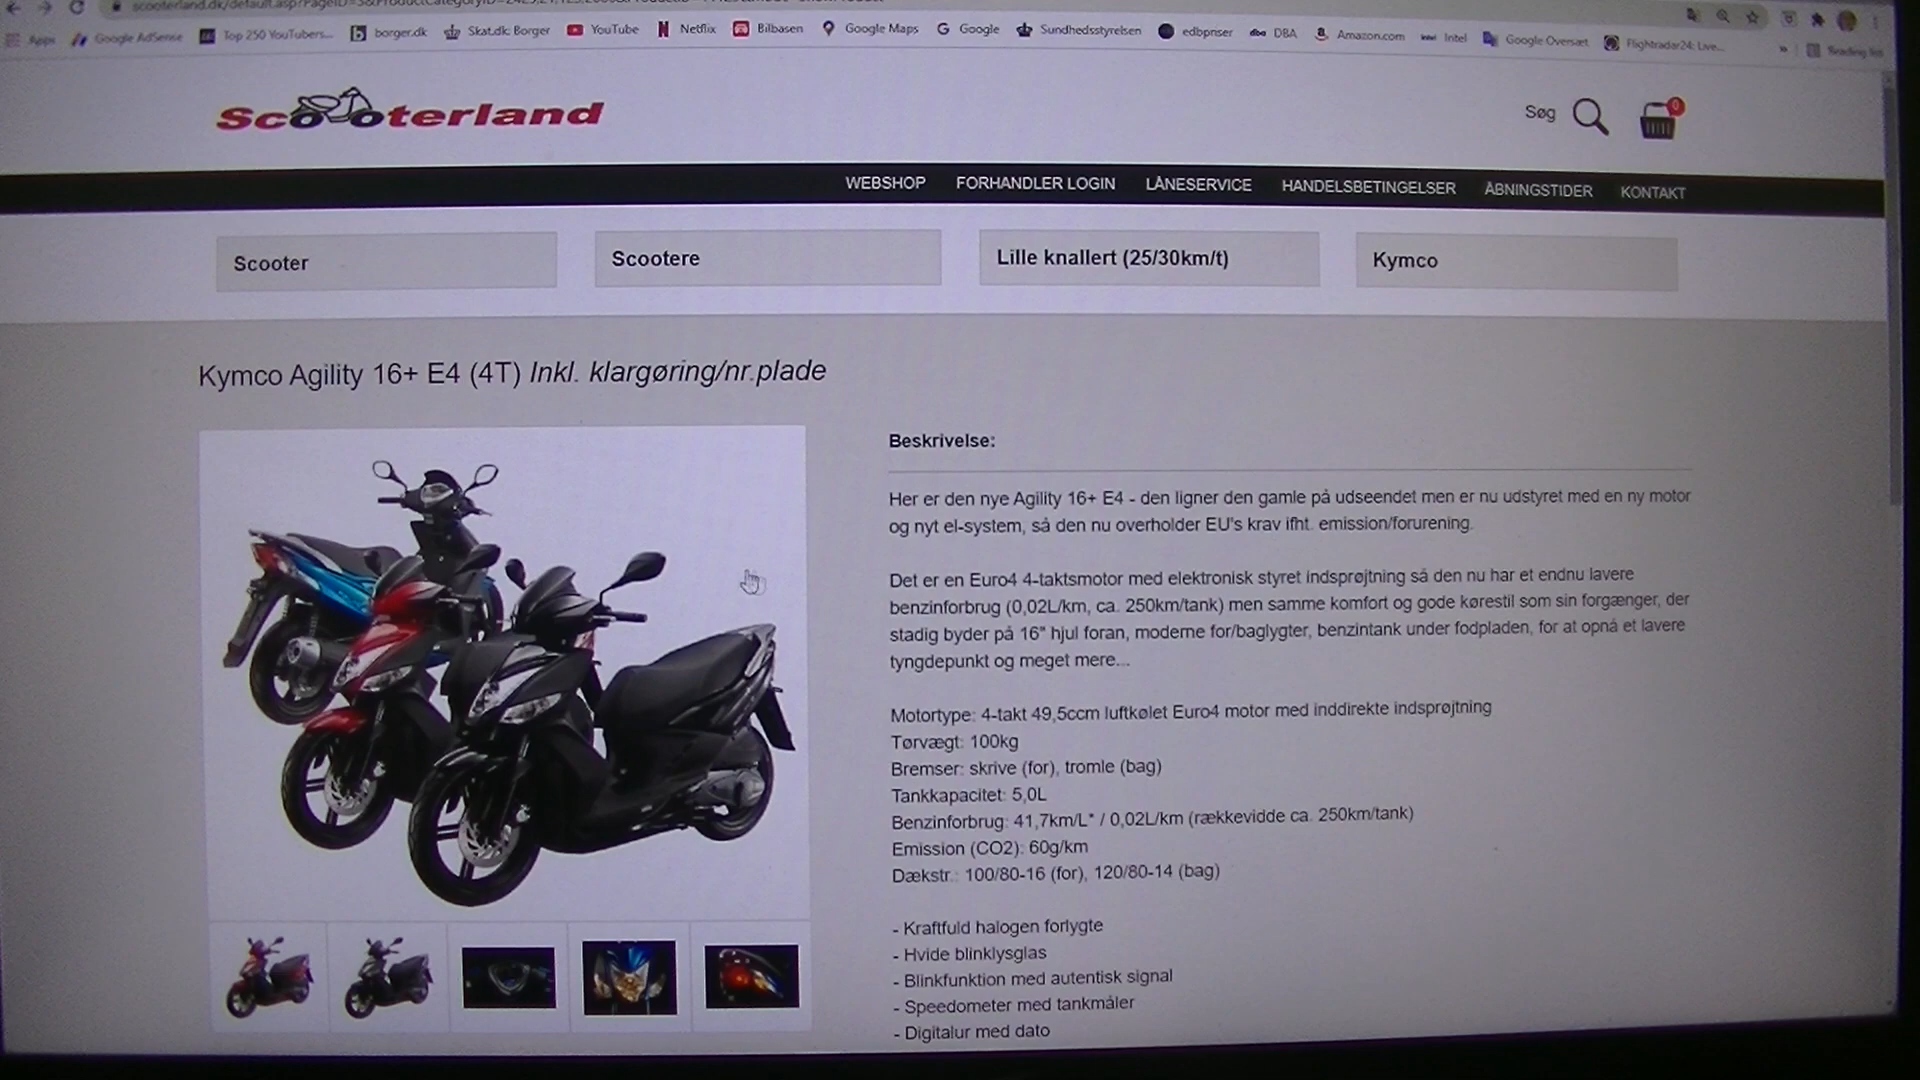 Apps Google AdSense Top 250 YouTubers... borger.dk Skat.dk: Borger YouTube Netflix Bilbasen Google Maps Google Sundhedsstyrelsen edbpriser DBA Amazon.com Intel Google Oversæt Flightradar24: Live... » Reading list
Scooterland
Søg 0
WEBSHOP FORHANDLER LOGIN LÅNESERVICE HANDELSBETINGELSER ÅBNINGSTIDER KONTAKT
Scooter Scootere Lille knallert (25/30km/t) Kymco
Kymco Agility 16+ E4 (4T) Inkl. klargøring/nr.plade
Beskrivelse:
Her er den nye Agility 16+ E4 - den ligner den gamle på udseendet men er nu udstyret med en ny motor
og nyt el-system, så den nu overholder EU's krav ifht. emission/forurening.
Det er en Euro4 4-taktsmotor med elektronisk styret indsprøjtning så den nu har et endnu lavere
benzinforbrug (0,02L/km, ca. 250km/tank) men samme komfort og gode kørestil som sin forgænger, der
stadig byder på 16" hjul foran, moderne for/baglygter, benzintank under fodpladen, for at opnå et lavere
tyngdepunkt og meget mere...
Motortype: 4-takt 49,5ccm luftkølet Euro4 motor med inddirekte indsprøjtning
Tørvægt: 100kg
Bremser: skrive (for), tromle (bag)
Tankkapacitet: 5,0L
Benzinforbrug: 41,7km/L* / 0,02L/km (rækkevidde ca. 250km/tank)
Emission (CO2): 60g/km
Dækstr.: 100/80-16 (for), 120/80-14 (bag)
- Kraftfuld halogen forlygte
- Hvide blinklysglas
- Blinkfunktion med autentisk signal
- Speedometer med tankmåler
- Digitalur med dato